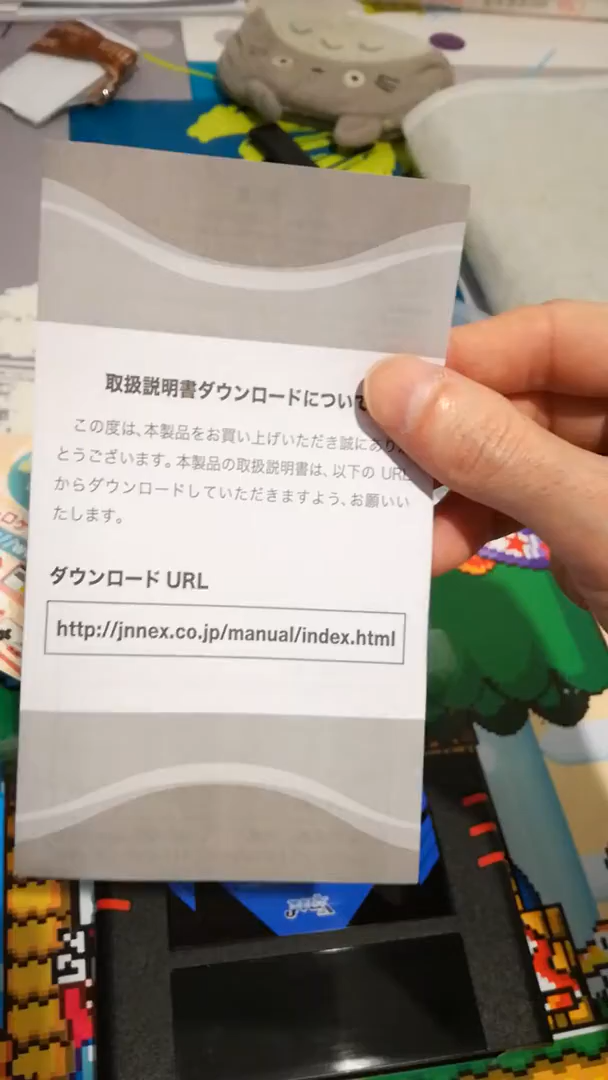 取扱説明書ダウンロードについて
この度は、本製品をお買い上げいただき誠にあり
とうございます。本製品の取扱説明書は、以下の URL
からダウンロードしていただきますよう、お願いい
たします。
ダウンロード URL
http://jnnex.co.jp/manual/index.html